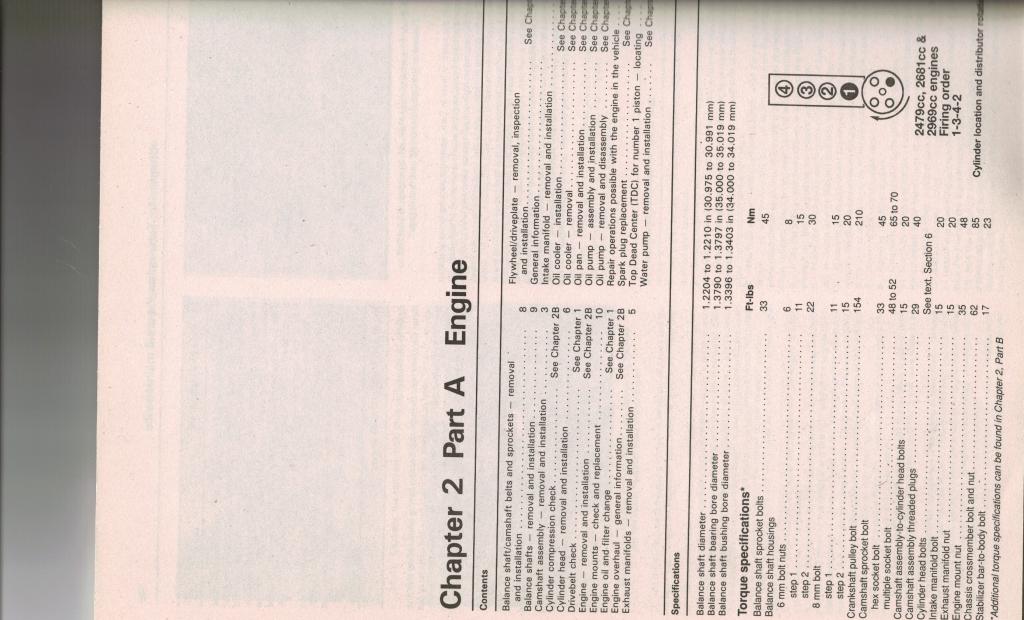 Chapter 2 Part A Engine
Contents
Balance shaft/camshaft belts and sprockets — removal
and installation . . . . . . . . . . 8
Balance shafts — removal and installation . . . . . . . . . . 9
Camshaft assembly — removal and installation . . . . . . . . . . 3
Cylinder compression check . . . . . . . . . . See Chapter 2B
Cylinder head — removal and installation . . . . . . . . . . 6
Drivebelt check . . . . . . . . . . See Chapter 1
Engine — removal and installation . . . . . . . . . . See Chapter 2B
Engine mounts — check and replacement . . . . . . . . . . 10
Engine oil and filter change . . . . . . . . . . See Chapter 1
Engine overhaul — general information . . . . . . . . . . See Chapter 2B
Exhaust manifolds — removal and installation . . . . . . . . . . 5
Flywheel/driveplate — removal, inspection
and installation . . . . . . . . . . See Chapte
General information . . . . . . . . . .
Intake manifold — removal and installation . . . . . . . . . .
Oil cooler — installation . . . . . . . . . . See Chapte
Oil cooler — removal . . . . . . . . . . See Chapte
Oil pan — removal and installation . . . . . . . . . . See Chapte
Oil pump — assembly and installation . . . . . . . . . . See Chapte
Oil pump — removal and disassembly . . . . . . . . . . See Chapte
Repair operations possible with the engine in the vehicle . . .
Spark plug replacement . . . . . . . . . . See Chapt
Top Dead Center (TDC) for number 1 piston — locating . . .
Water pump — removal and installation . . . . . . . . . . See Chapt
Specifications
Balance shaft diameter . . . . . . . . . . 1.2204 to 1.2210 in (30.975 to 30.991 mm)
Balance shaft bearing bore diameter . . . . . . . . . . 1.3790 to 1.3797 in (35.000 to 35.019 mm)
Balance shaft bushing bore diameter . . . . . . . . . . 1.3396 to 1.3403 in (34.000 to 34.019 mm)
Torque specifications* Ft-lbs Nm
Balance shaft sprocket bolts . . . . . . . . . . 33 45
Balance shaft housings
6 mm bolt nuts
step 1 . . . . . . . . . . 6 8
step 2 . . . . . . . . . . 11 15
8 mm bolt . . . . . . . . . . 22 30
step 1 . . . . . . . . . . 11 15
step 2 . . . . . . . . . . 15 20
Crankshaft pulley bolt . . . . . . . . . . 154 210
Camshaft sprocket bolt
hex socket bolt . . . . . . . . . . 33 45
multiple socket bolt . . . . . . . . . . 48 to 52 65 to 70
Camshaft assembly-to-cylinder head bolts . . . . . . . . . . 15 20
Camshaft assembly threaded plugs . . . . . . . . . . 29 40
Cylinder head bolts . . . . . . . . . . See text, Section 6
Intake manifold bolt . . . . . . . . . . 15 20
Exhaust manifold nut . . . . . . . . . . 15 20
Engine mount nut . . . . . . . . . . 35 48
Chassis crossmember bolt and nut . . . . . . . . . . 62 85
Stabilizer bar-to-body bolt . . . . . . . . . . 17 23
*Additional torque specifications can be found in Chapter 2, Part B
4 3 2 1
2479cc, 2681cc &
2969cc engines
Firing order
1-3-4-2
Cylinder location and distributor rota